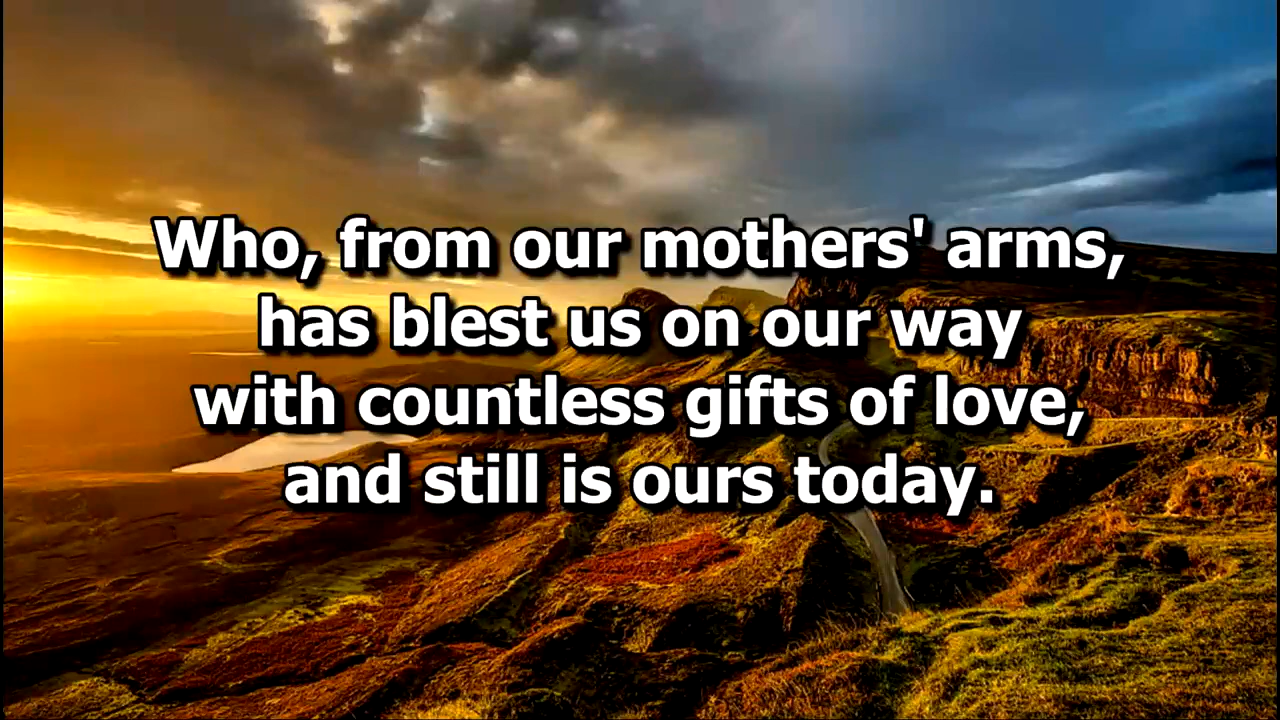 Who, from our mothers' arms,
has blest us on our way
with countless gifts of love,
and still is ours today.